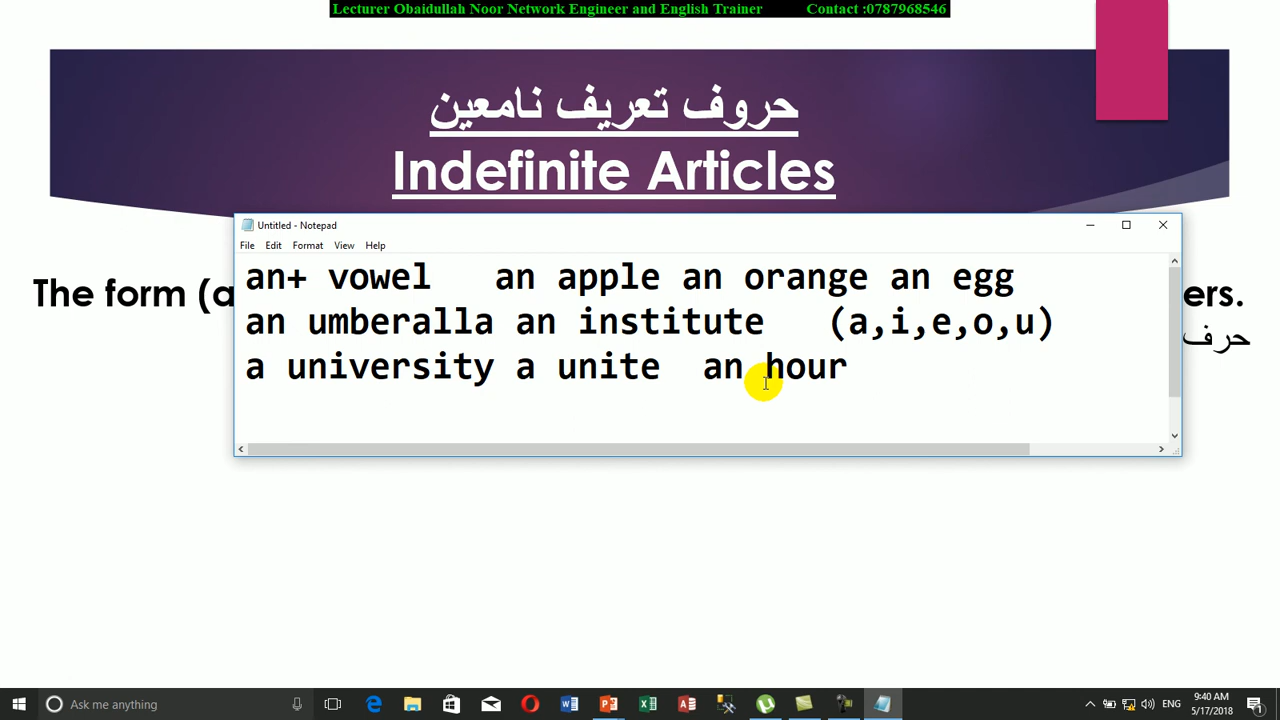 Lecturer Obaidullah Noor Network Engineer and English Trainer Contact :0787968546
حروف تعریف نامعین
Indefinite Articles
Untitled - Notepad
File Edit Format View Help
an+ vowel an apple an orange an egg
The form (a
ers.
an umberalla an institute (a,i,e,o,u)
حرف
a university a unite an hour
Ask me anything
ENG
9:40 AM
5/17/2018